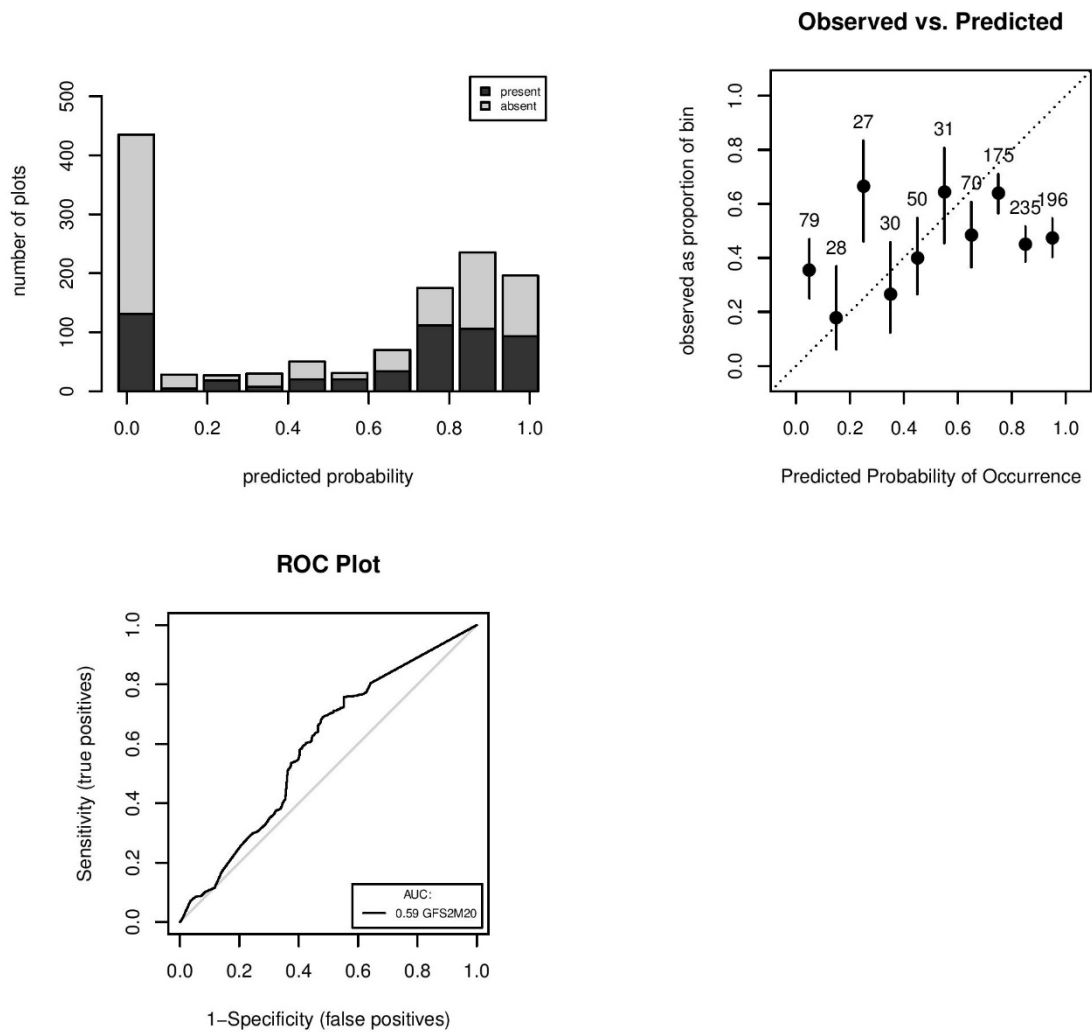 number of plots
0 100 200 300 400 500
present
absent
0.0 0.2 0.4 0.6 0.8 1.0
predicted probability
Observed vs. Predicted
observed as proportion of bin
0.0 0.2 0.4 0.6 0.8 1.0
79
28
27
30
50
31
70
175
235
196
0.0 0.2 0.4 0.6 0.8 1.0
Predicted Probability of Occurrence
ROC Plot
Sensitivity (true positives)
0.0 0.2 0.4 0.6 0.8 1.0
AUC:
0.59 GFS2M20
0.0 0.2 0.4 0.6 0.8 1.0
1−Specificity (false positives)